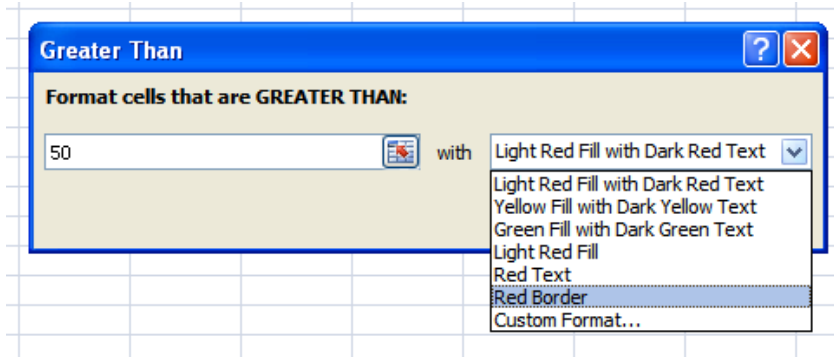 Greater Than
Format cells that are GREATER THAN:
50 with Light Red Fill with Dark Red Text
Light Red Fill with Dark Red Text
Yellow Fill with Dark Yellow Text
Green Fill with Dark Green Text
Light Red Fill
Red Text
Red Border
Custom Format...